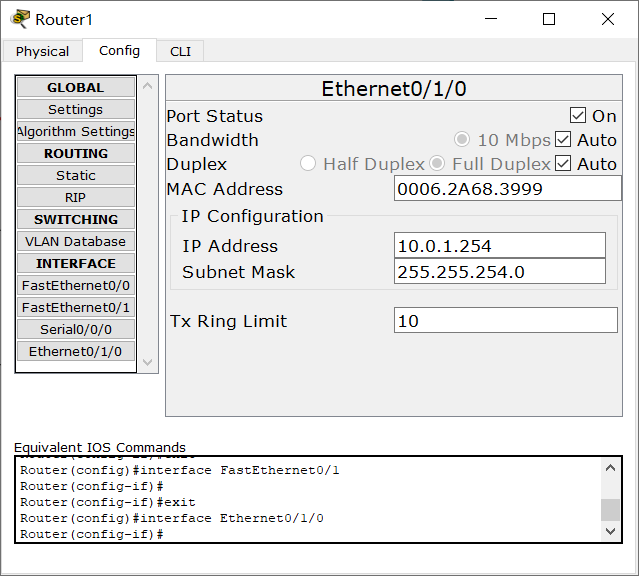 Router1
Physical
Config
CLI
GLOBAL
Settings
Algorithm Settings
ROUTING
Static
RIP
SWITCHING
VLAN Database
INTERFACE
FastEthernet0/0
FastEthernet0/1
Serial0/0/0
Ethernet0/1/0
Ethernet0/1/0
Port Status On
Bandwidth 10 Mbps Auto
Duplex Half Duplex Full Duplex Auto
MAC Address 0006.2A68.3999
IP Configuration
IP Address 10.0.1.254
Subnet Mask 255.255.254.0
Tx Ring Limit 10
Equivalent IOS Commands
Router(config)#interface FastEthernet0/1
Router(config-if)#
Router(config-if)#exit
Router(config)#interface Ethernet0/1/0
Router(config-if)#